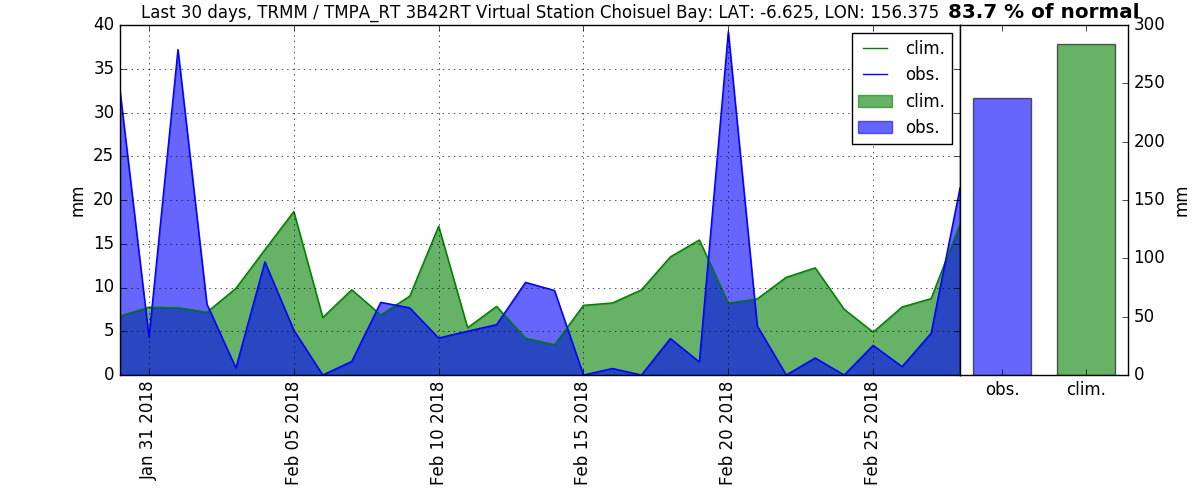 Last 30 days, TRMM / TMPA_RT 3B42RT Virtual Station Choisuel Bay: LAT: -6.625, LON: 156.375 83.7 % of normal
40
35
30
25
20
15
10
5
0
mm
clim.
obs.
clim.
obs.
Jan 31 2018
Feb 05 2018
Feb 10 2018
Feb 15 2018
Feb 20 2018
Feb 25 2018
300
250
200
150
100
50
0
mm
obs. clim.